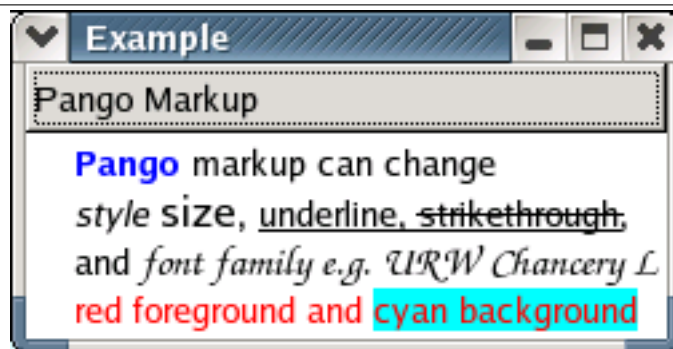 Example
Pango Markup
Pango markup can change
style size, underline, strikethrough,
and font family e.g. URW Chancery L
red foreground and cyan background